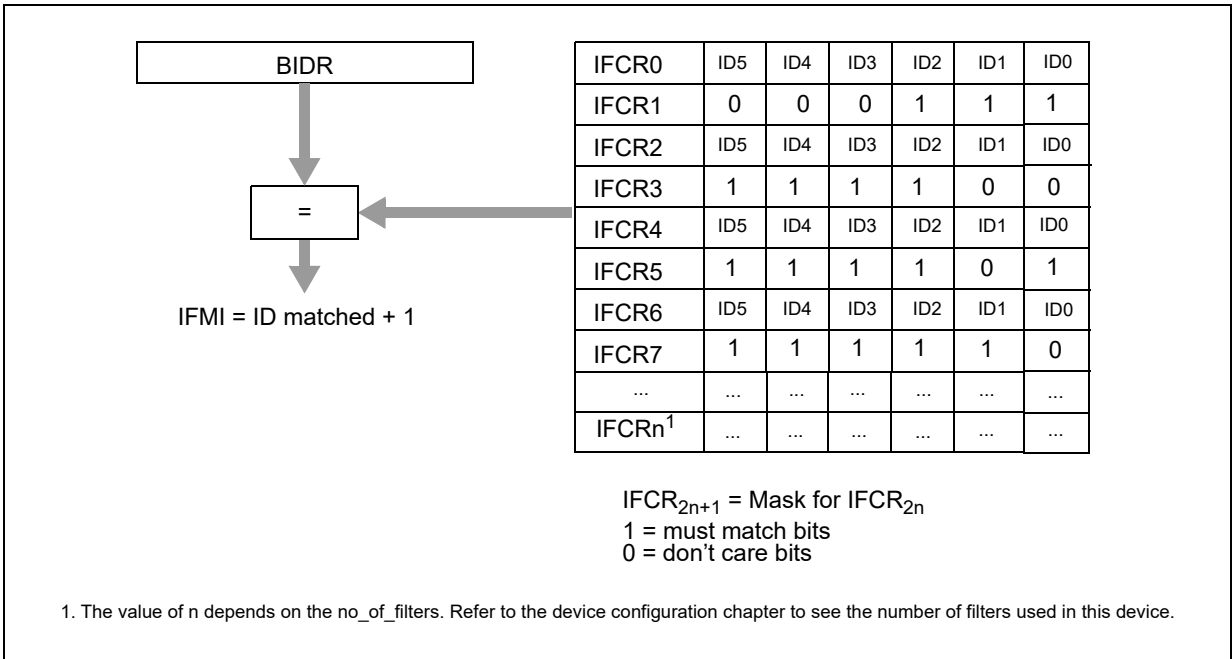 BIDR
=
IFMI = ID matched + 1
IFCR0 ID5 ID4 ID3 ID2 ID1 ID0
IFCR1 0 0 0 1 1 1
IFCR2 ID5 ID4 ID3 ID2 ID1 ID0
IFCR3 1 1 1 1 0 0
IFCR4 ID5 ID4 ID3 ID2 ID1 ID0
IFCR5 1 1 1 1 0 1
IFCR6 ID5 ID4 ID3 ID2 ID1 ID0
IFCR7 1 1 1 1 1 0
... ... ... ... ... ... ...
IFCRn1 ... ... ... ... ... ...
IFCR2n+1 = Mask for IFCR2n
1 = must match bits
0 = don't care bits
1. The value of n depends on the no_of_filters. Refer to the device configuration chapter to see the number of filters used in this device.